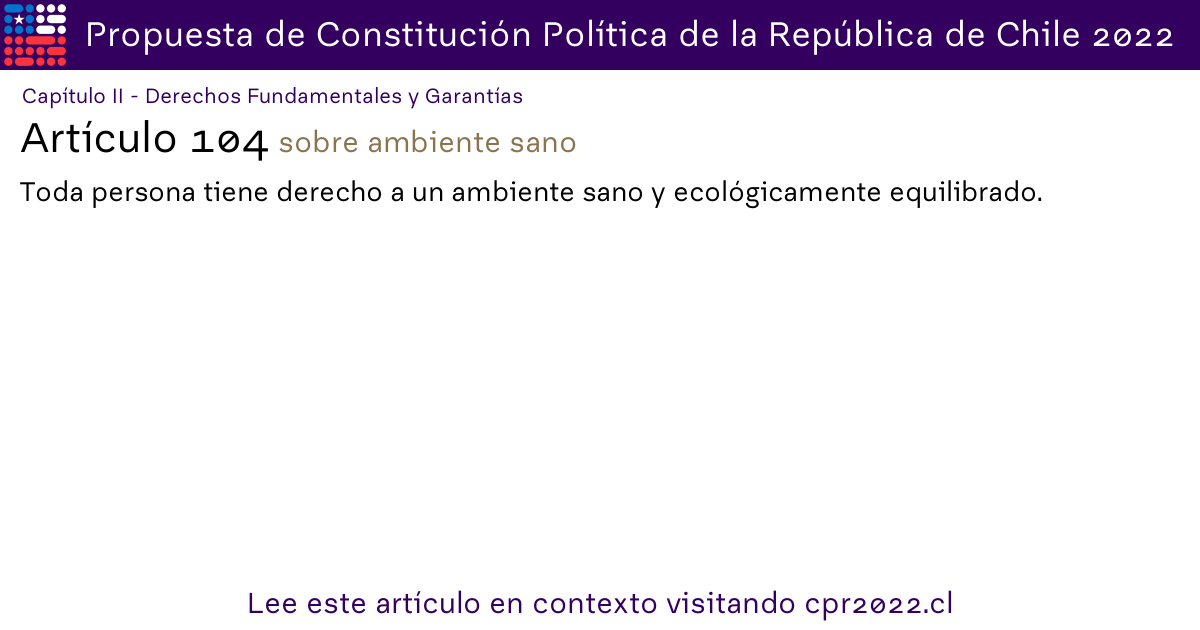 Propuesta de Constitución Política de la República de Chile 2022
Capítulo II - Derechos Fundamentales y Garantías
Artículo 104 sobre ambiente sano
Toda persona tiene derecho a un ambiente sano y ecológicamente equilibrado.
Lee este artículo en contexto visitando cpr2022.cl